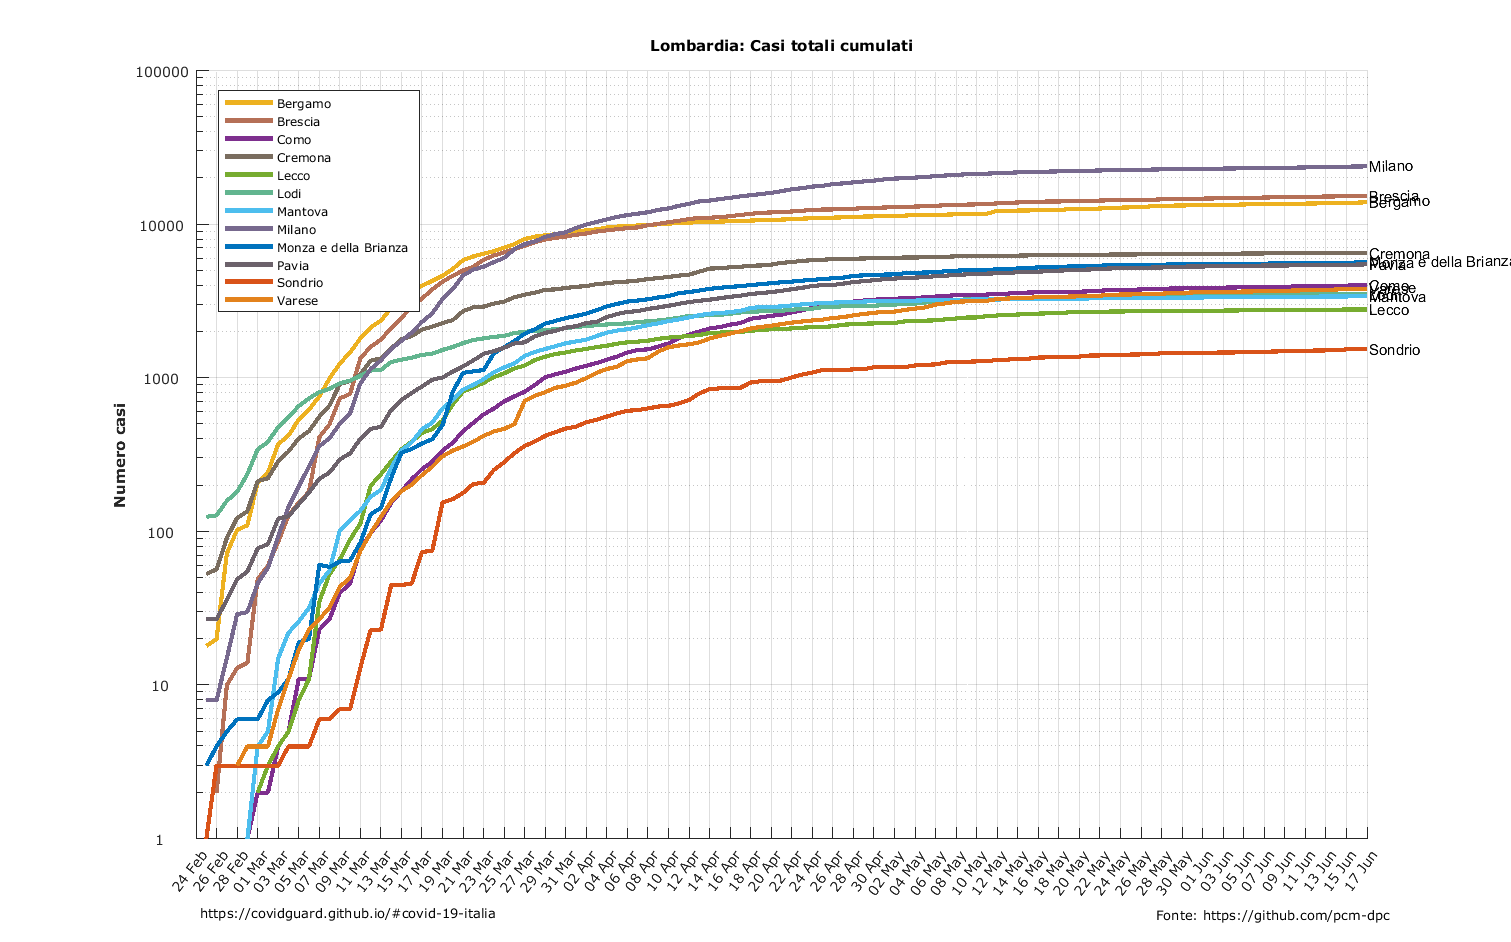 Lombardia: Casi totali cumulati
100000
10000
1000
100
10
1
Numero casi
Bergamo
Brescia
Como
Cremona
Lecco
Lodi
Mantova
Milano
Monza e della Brianza
Pavia
Sondrio
Varese
Milano
Brescia
Bergamo
Cremona
Monza e della Brianza
Pavia
Como
Varese
Lodi
Mantova
Lecco
Sondrio
24 Feb
26 Feb
28 Feb
01 Mar
03 Mar
05 Mar
07 Mar
09 Mar
11 Mar
13 Mar
15 Mar
17 Mar
19 Mar
21 Mar
23 Mar
25 Mar
27 Mar
29 Mar
31 Mar
02 Apr
04 Apr
06 Apr
08 Apr
10 Apr
12 Apr
14 Apr
16 Apr
18 Apr
20 Apr
22 Apr
24 Apr
26 Apr
28 Apr
30 Apr
02 May
04 May
06 May
08 May
10 May
12 May
14 May
16 May
18 May
20 May
22 May
24 May
26 May
28 May
30 May
01 Jun
03 Jun
05 Jun
07 Jun
09 Jun
11 Jun
13 Jun
15 Jun
17 Jun
https://covidguard.github.io/#covid-19-italia
Fonte: https://github.com/pcm-dpc